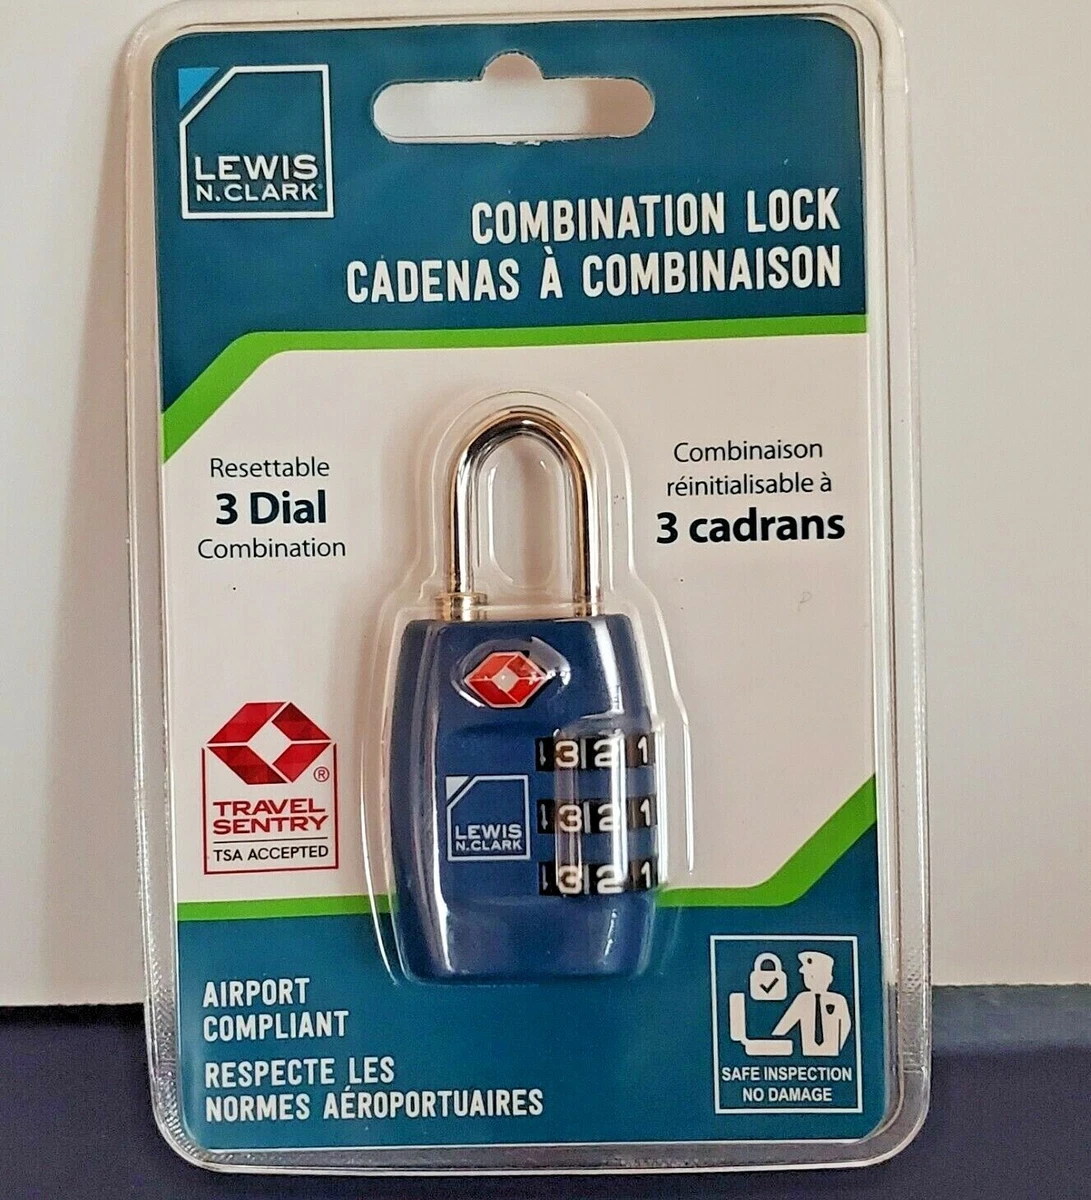 LEWIS
N.CLARK
COMBINATION LOCK
CADENAS À COMBINAISON
Resettable
3 Dial
Combination
Combinaison
réinitialisable à
3 cadrans
3 2 1
3 2 1
3 2 1
LEWIS
N.CLARK
®
TRAVEL
SENTRY
TSA ACCEPTED
AIRPORT
COMPLIANT
RESPECTE LES
NORMES AÉROPORTUAIRES
SAFE INSPECTION
NO DAMAGE